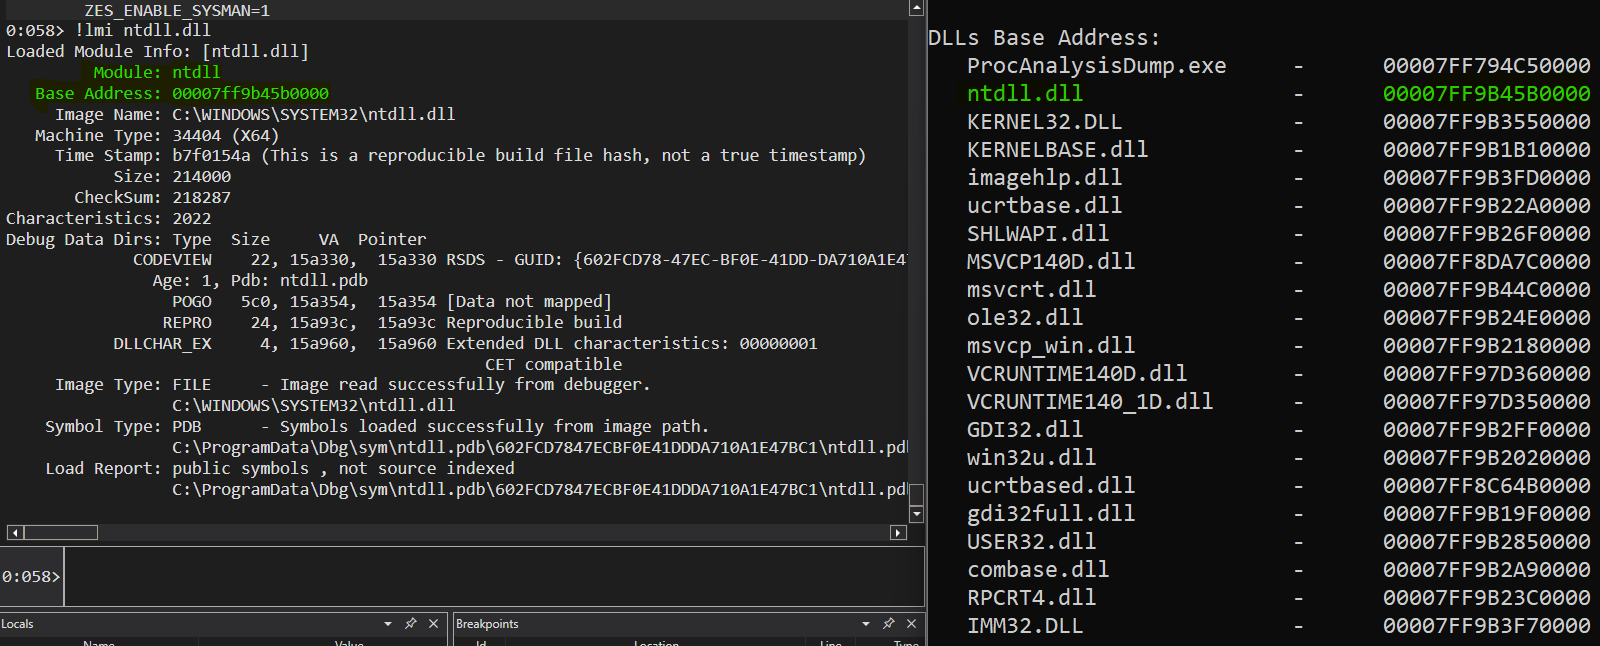 ZES_ENABLE_SYSMAN=1
0:058> !lmi ntdll.dll
Loaded Module Info: [ntdll.dll]
Module: ntdll
Base Address: 00007ff9b45b0000
Image Name: C:\WINDOWS\SYSTEM32\ntdll.dll
Machine Type: 34404 (X64)
Time Stamp: b7f0154a (This is a reproducible build file hash, not a true timestamp)
Size: 214000
CheckSum: 218287
Characteristics: 2022
Debug Data Dirs: Type Size VA Pointer
CODEVIEW 22, 15a330, 15a330 RSDS - GUID: {602FCD78-47EC-BF0E-41DD-DA710A1E47
Age: 1, Pdb: ntdll.pdb
POGO 5c0, 15a354, 15a354 [Data not mapped]
REPRO 24, 15a93c, 15a93c Reproducible build
DLLCHAR_EX 4, 15a960, 15a960 Extended DLL characteristics: 00000001
CET compatible
Image Type: FILE - Image read successfully from debugger.
C:\WINDOWS\SYSTEM32\ntdll.dll
Symbol Type: PDB - Symbols loaded successfully from image path.
C:\ProgramData\Dbg\sym\ntdll.pdb\602FCD7847ECBF0E41DDDA710A1E47BC1\ntdll.pd
Load Report: public symbols , not source indexed
C:\ProgramData\Dbg\sym\ntdll.pdb\602FCD7847ECBF0E41DDDA710A1E47BC1\ntdll.pd
0:058>
Locals
Name Value
Breakpoints
Id Location Line Type
DLLs Base Address:
ProcAnalysisDump.exe - 00007FF794C50000
ntdll.dll - 00007FF9B45B0000
KERNEL32.DLL - 00007FF9B3550000
KERNELBASE.dll - 00007FF9B1B10000
imagehlp.dll - 00007FF9B3FD0000
ucrtbase.dll - 00007FF9B22A0000
SHLWAPI.dll - 00007FF9B26F0000
MSVCP140D.dll - 00007FF8DA7C0000
msvcrt.dll - 00007FF9B44C0000
ole32.dll - 00007FF9B24E0000
msvcp_win.dll - 00007FF9B2180000
VCRUNTIME140D.dll - 00007FF97D360000
VCRUNTIME140_1D.dll - 00007FF97D350000
GDI32.dll - 00007FF9B2FF0000
win32u.dll - 00007FF9B2020000
ucrtbased.dll - 00007FF8C64B0000
gdi32full.dll - 00007FF9B19F0000
USER32.dll - 00007FF9B2850000
combase.dll - 00007FF9B2A90000
RPCRT4.dll - 00007FF9B23C0000
IMM32.DLL - 00007FF9B3F70000